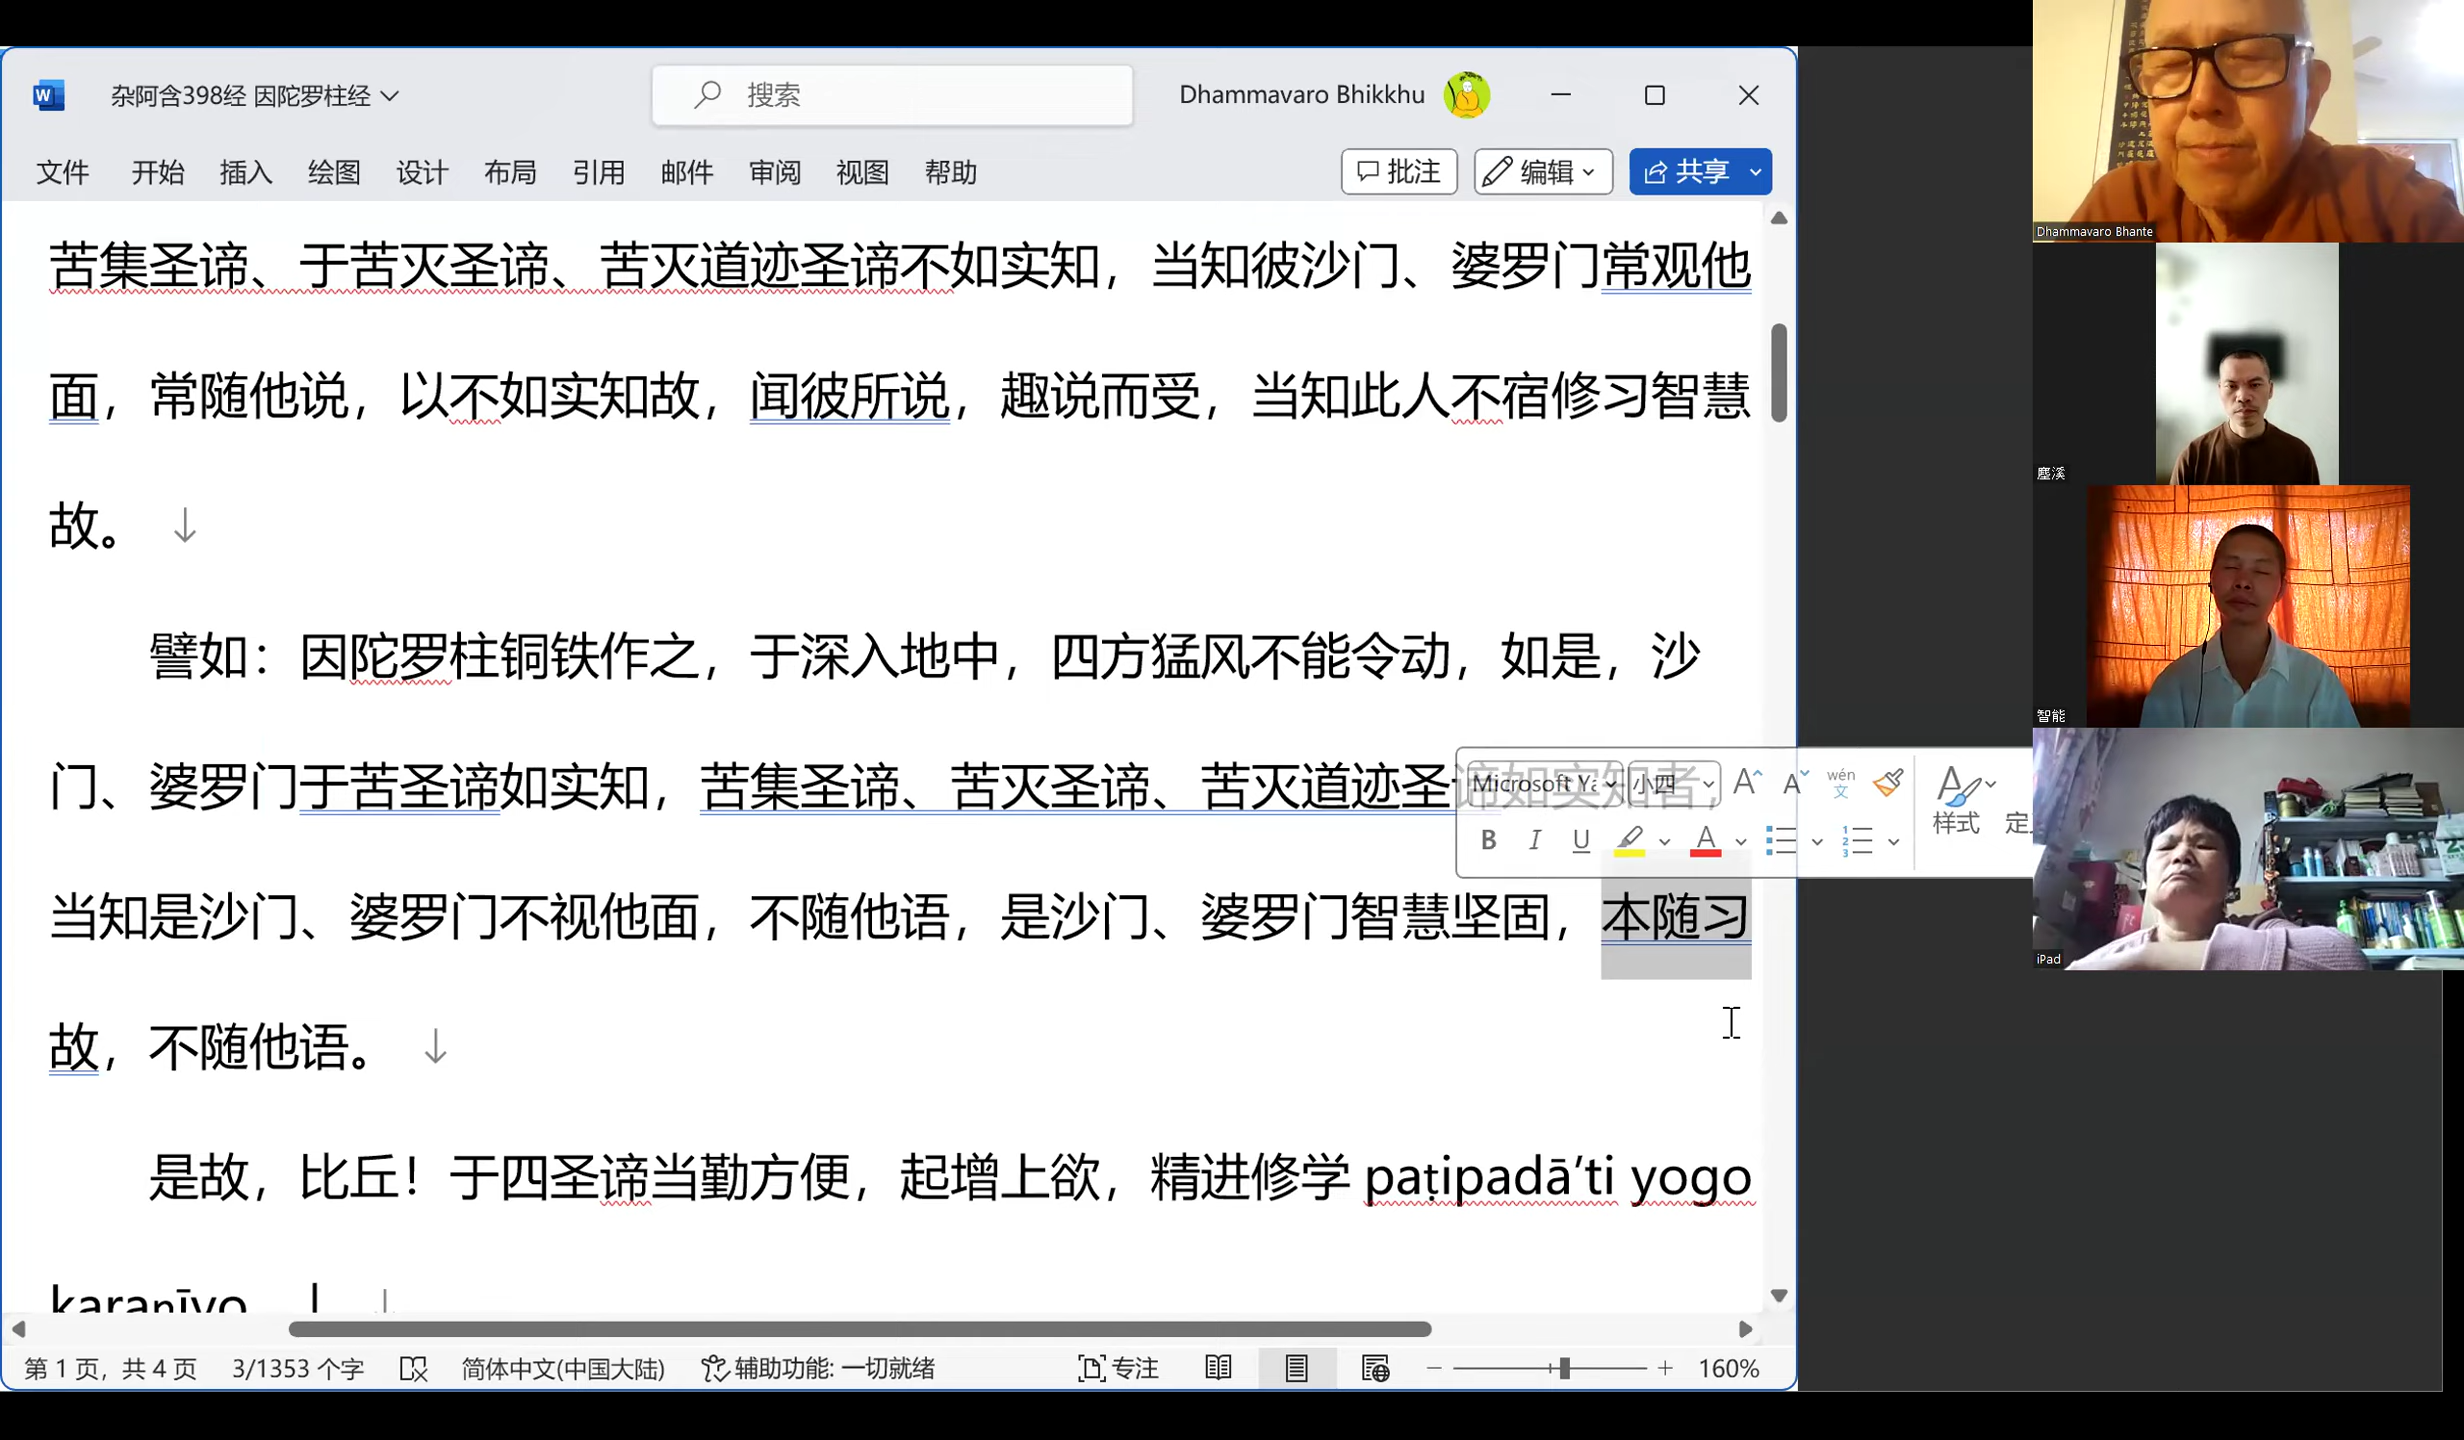 杂阿含398经 因陀罗柱经
搜索
Dhammavaro Bhikkhu
文件 开始 插入 绘图 设计 布局 引用 邮件 审阅 视图 帮助
批注 编辑 共享
苦集圣谛、于苦灭圣谛、苦灭道迹圣谛不如实知，当知彼沙门、婆罗门常观他
面，常随他说，以不如实知故，闻彼所说，趣说而受，当知此人不宿修习智慧
故。 ↓
譬如：因陀罗柱铜铁作之，于深入地中，四方猛风不能令动，如是，沙
门、婆罗门于苦圣谛如实知，苦集圣谛、苦灭圣谛、苦灭道迹圣谛如实知者，
当知是沙门、婆罗门不视他面，不随他语，是沙门、婆罗门智慧坚固，本随习
故，不随他语。 ↓
是故，比丘！于四圣谛当勤方便，起增上欲，精进修学 paṭipadā’ti yogo
karaṇīyo
Microsoft Ya 小四 A A wén 文
B I U A 1 2 3
样式
第 1 页，共 4 页 3/1353 个字 简体中文(中国大陆) 辅助功能: 一切就绪 专注 160%
Dhammavaro Bhante
塵溪
智能
iPad